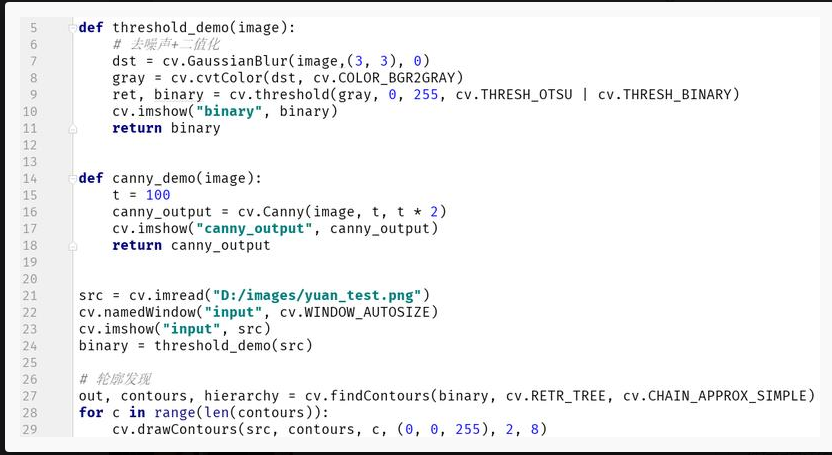 5 def threshold_demo(image):
6     # 去噪声+二值化
7     dst = cv.GaussianBlur(image,(3, 3), 0)
8     gray = cv.cvtColor(dst, cv.COLOR_BGR2GRAY)
9     ret, binary = cv.threshold(gray, 0, 255, cv.THRESH_OTSU | cv.THRESH_BINARY)
10     cv.imshow("binary", binary)
11     return binary
12
13
14 def canny_demo(image):
15     t = 100
16     canny_output = cv.Canny(image, t, t * 2)
17     cv.imshow("canny_output", canny_output)
18     return canny_output
19
20
21 src = cv.imread("D:/images/yuan_test.png")
22 cv.namedWindow("input", cv.WINDOW_AUTOSIZE)
23 cv.imshow("input", src)
24 binary = threshold_demo(src)
25
26 # 轮廓发现
27 out, contours, hierarchy = cv.findContours(binary, cv.RETR_TREE, cv.CHAIN_APPROX_SIMPLE)
28 for c in range(len(contours)):
29     cv.drawContours(src, contours, c, (0, 0, 255), 2, 8)